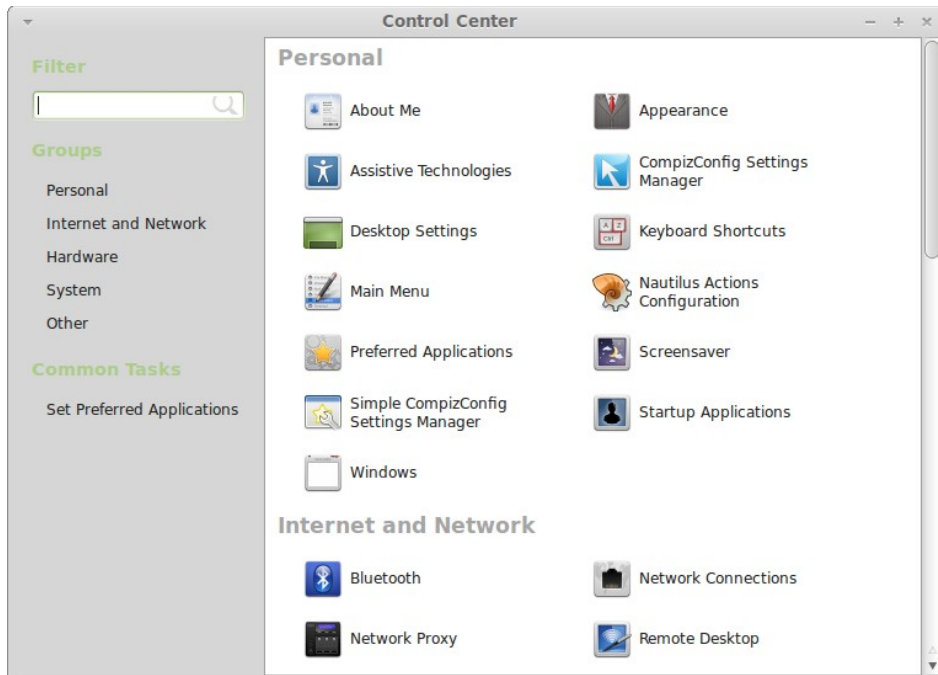 Control Center
Filter
Groups
Personal
Internet and Network
Hardware
System
Other
Common Tasks
Set Preferred Applications
Personal
About Me
Appearance
Assistive Technologies
CompizConfig Settings
Manager
Desktop Settings
Keyboard Shortcuts
Main Menu
Nautilus Actions
Configuration
Preferred Applications
Screensaver
Simple CompizConfig
Settings Manager
Startup Applications
Windows
Internet and Network
Bluetooth
Network Connections
Network Proxy
Remote Desktop